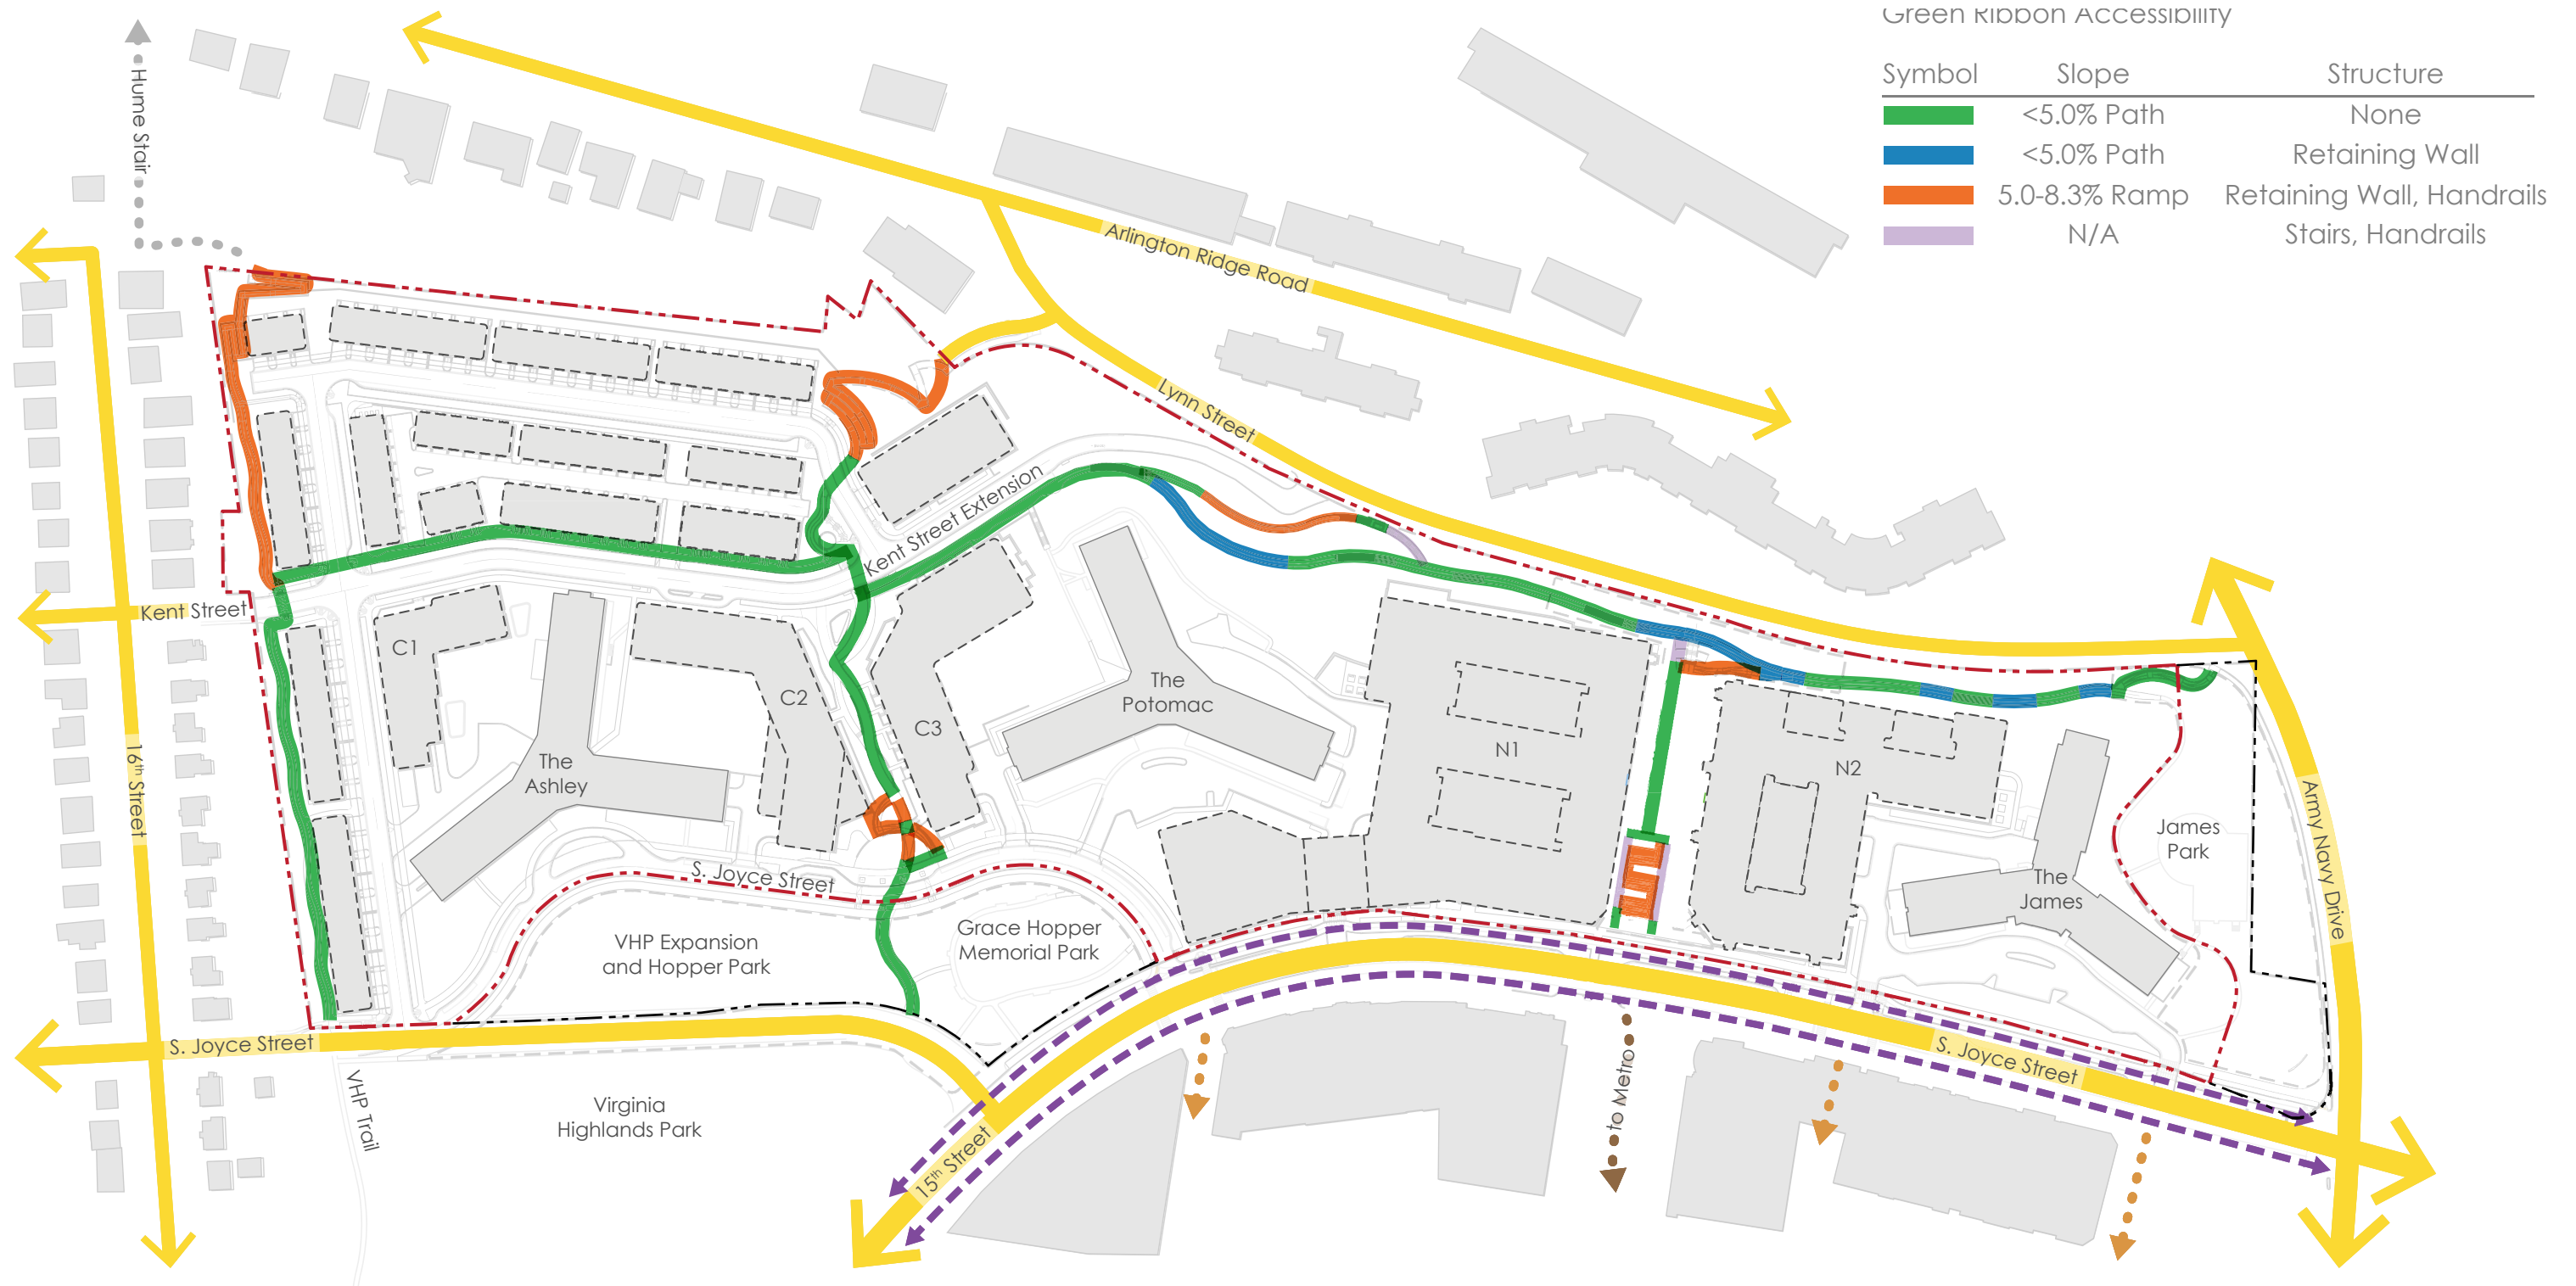 Green Ribbon Accessibility
Symbol Slope Structure
<5.0% Path None
<5.0% Path Retaining Wall
5.0-8.3% Ramp Retaining Wall, Handrails
N/A Stairs, Handrails
Hume Stair
Arlington Ridge Road
Lynn Street
Kent Street Extension
Kent Street
C1
C2
C3
The
Ashley
The
Potomac
N1
N2
16th Street
James
Park
Army Navy Drive
The
James
S. Joyce Street
VHP Expansion
and Hopper Park
Grace Hopper
Memorial Park
S. Joyce Street
S. Joyce Street
VHP Trail
Virginia
Highlands Park
15th Street
to Metro